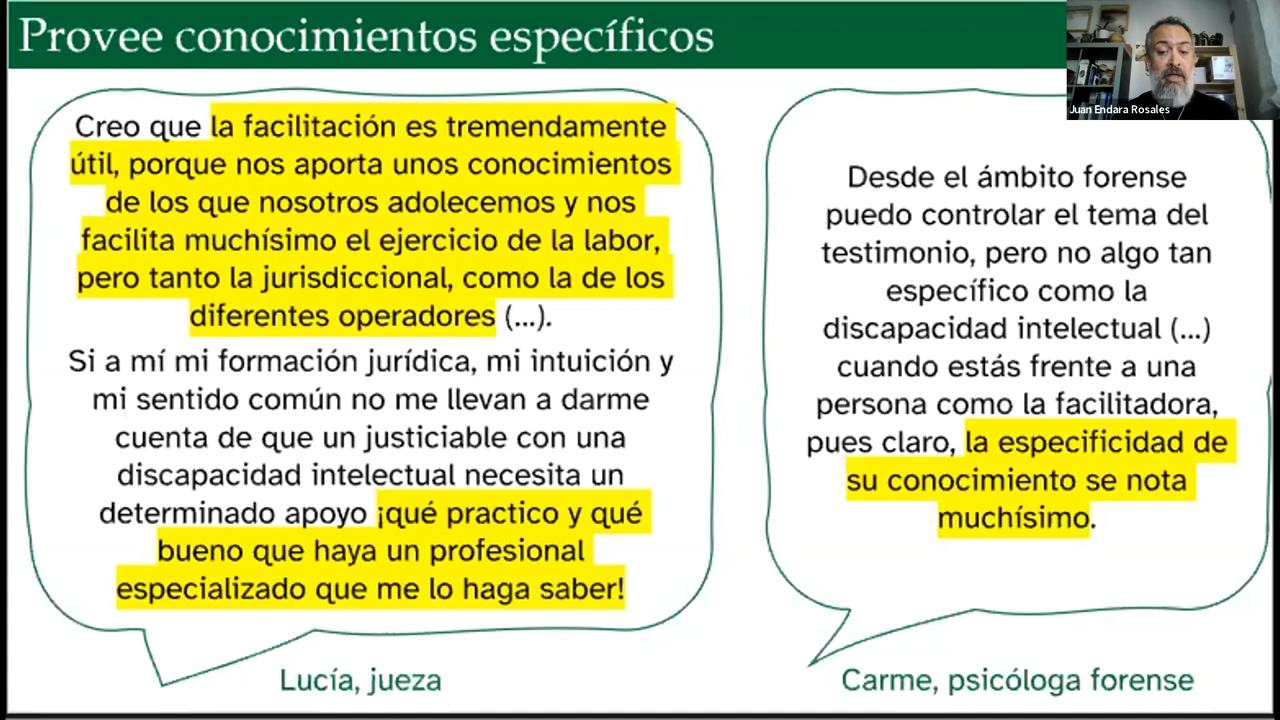 Provee conocimientos específicos
Juan Endara Rosales
Creo que la facilitación es tremendamente
útil, porque nos aporta unos conocimientos
de los que nosotros adolecemos y nos
facilita muchísimo el ejercicio de la labor,
pero tanto la jurisdiccional, como la de los
diferentes operadores (...).
Si a mí mi formación jurídica, mi intuición y
mi sentido común no me llevan a darme
cuenta de que un justiciable con una
discapacidad intelectual necesita un
determinado apoyo ¡qué practico y qué
bueno que haya un profesional
especializado que me lo haga saber!
Lucía, jueza
Desde el ámbito forense
puedo controlar el tema del
testimonio, pero no algo tan
específico como la
discapacidad intelectual (...)
cuando estás frente a una
persona como la facilitadora,
pues claro, la especificidad de
su conocimiento se nota
muchísimo.
Carme, psicóloga forense